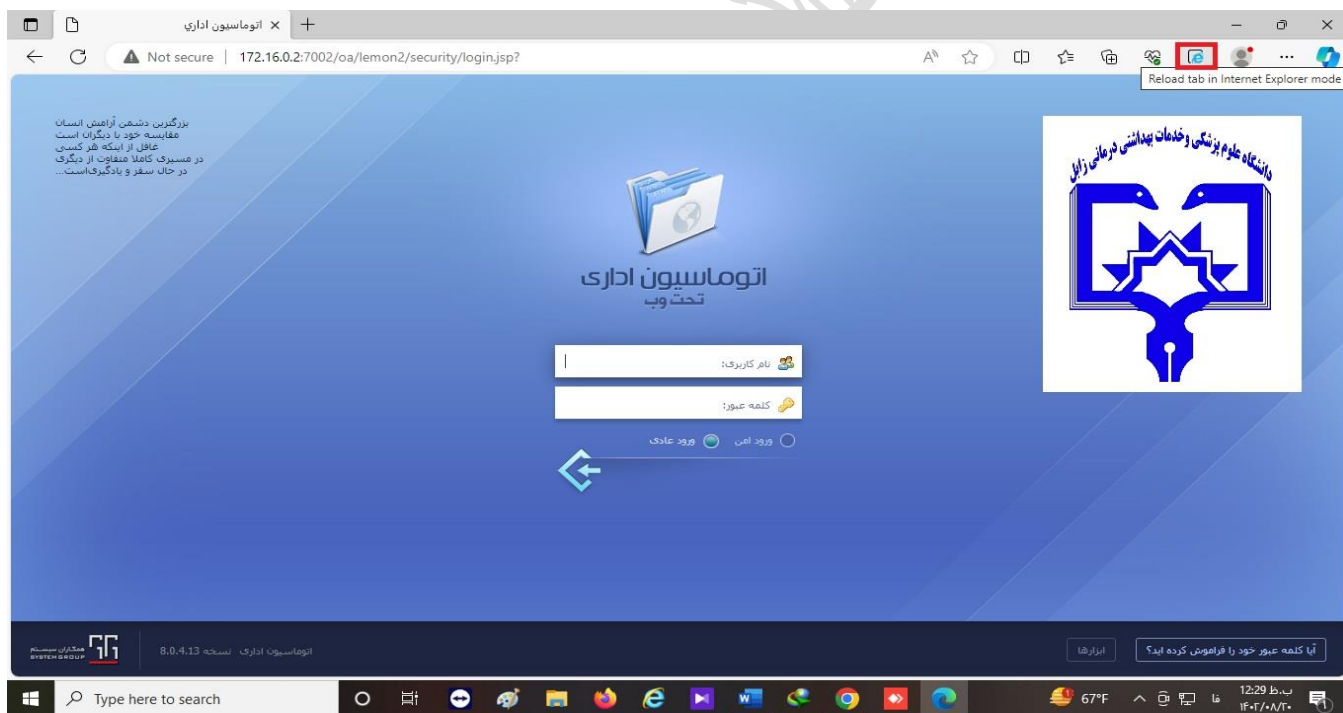 اتوماسیون اداري
Not secure
172.16.0.2:7002/oa/lemon2/security/login.jsp?
Reload tab in Internet Explorer mode
بزرگترین دشمن آرامش انسان
مقایسه خود با دیگران است
غافل از اینکه هر کسی
در مسیری کاملا متفاوت از دیگری
در حال سفر و یادگیری‌است...
دانشگاه علوم پزشکی و خدمات بهداشتی درمانی زابل
اتوماسیون اداری
تحت وب
نام کاربری:
کلمه عبور:
ورود امن
ورود عادی
آیا کلمه عبور خود را فراموش کرده اید؟
ابزارها
اتوماسیون اداری نسخه 8.0.4.13
همکاران سیستم
SYSTEM GROUP
Type here to search
67°F
فا
12:29 ب.ظ
۱۴۰۲/۰۸/۲۰